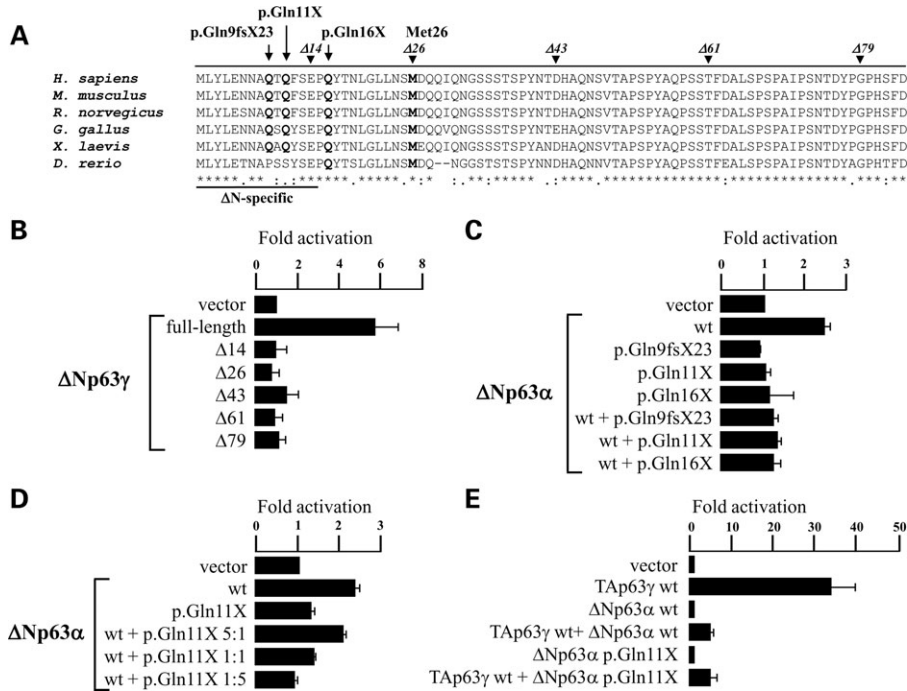 A
p.Gln11X
p.Gln9fsX23 p.Gln16X Met26
Δ14 Δ26 Δ43 Δ61 Δ79
H. sapiens MLYLENNAQTQFSEPQYTNLGLLNSMDQQIQNGSSSTSPYNTDHAQNSVTAPSPYAQPSSTFDALSPSPAIPSNTDYPGPHSFD
M. musculus MLYLENNAQTQFSEPQYTNLGLLNSMDQQIQNGSSSTSPYNTDHAQNSVTAPSPYAQPSSTFDALSPSPAIPSNTDYPGPHSFD
R. norvegicus MLYLENNAQTQFSEPQYTNLGLLNGMDQQIQNGSSSTSPYNTDHAQNSVTAPSPYAQPSSTFDALSPSPAIPSNTDYPGPHSFD
G. gallus MLYLENNAQSQYSEPQYTNLGLLNSMDQQVQNGSSSTSPYNTEHAQNSVTAPSPYAQPSSTFDALSPSPAIPSNTDYPGPHSFD
X. laevis MLYLENNAQAQYSEPQYTNLGLLNSMEQQIQNGSSSTSPYNNDHAQNNVTAPSPYAQPSSTFDALSPSPAIPSNTDYAGPHSFD
D. rerio MLYLETNAPSSYSEPQYTSLGLLNSMDQ--NGGSTSTSPYNNDHAQNNVTAPSPYAQPSSTFEALSPSPAIPSNTDYAGPHTFD
ΔN-specific
B
Fold activation
0 2 4 6 8
vector
full-length
Δ14
Δ26
ΔNp63γ
Δ43
Δ61
Δ79
C
Fold activation
0 1 2 3
vector
wt
p.Gln9fsX23
p.Gln11X
ΔNp63α
p.Gln16X
wt + p.Gln9fsX23
wt + p.Gln11X
wt + p.Gln16X
D
Fold activation
0 1 2 3
vector
wt
p.Gln11X
ΔNp63α
wt + p.Gln11X 5:1
wt + p.Gln11X 1:1
wt + p.Gln11X 1:5
E
Fold activation
0 10 20 30 40
vector
TAp63γ wt
ΔNp63α wt
TAp63γ wt+ ΔNp63α wt
ΔNp63α p.Gln11X
TAp63γ wt + ΔNp63α p.Gln11X